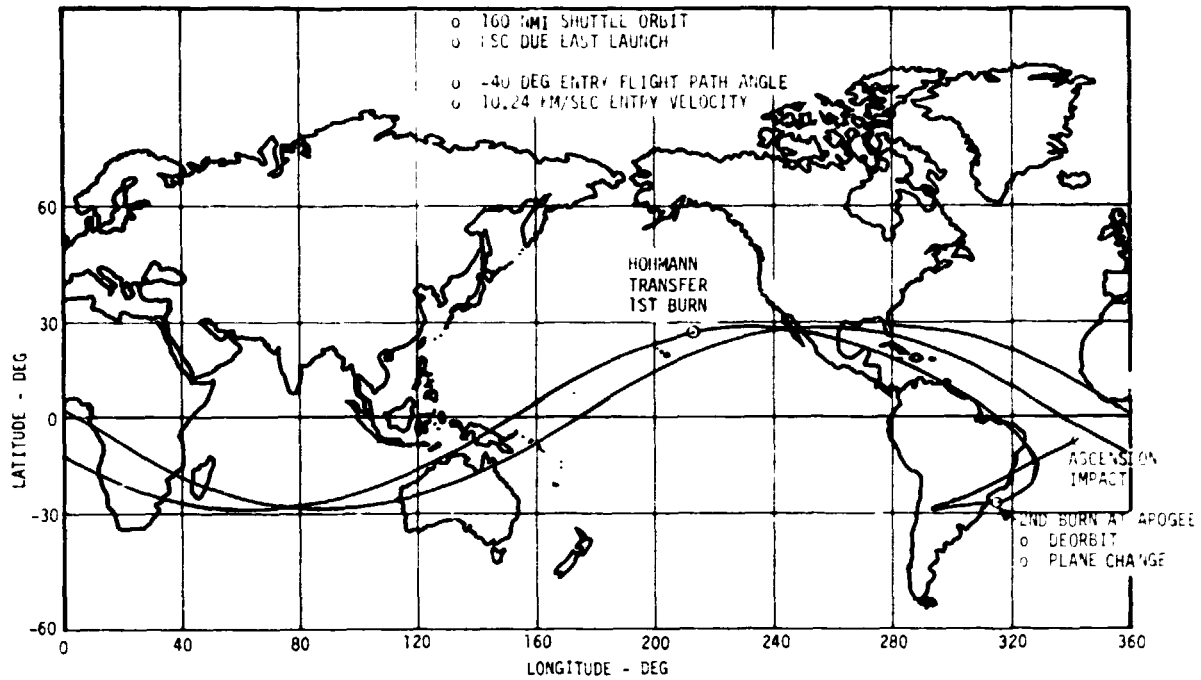 o 160 NMI SHUTTLE ORBIT
o KSC DUE EAST LAUNCH
o -40 DEG ENTRY FLIGHT PATH ANGLE
o 10.24 KM/SEC ENTRY VELOCITY
60
30
0
-30
-60
LATITUDE - DEG
HOHMANN
TRANSFER
1ST BURN
ASCENSION
IMPACT
2ND BURN AT APOGEE
o DEORBIT
o PLANE CHANGE
0 40 80 120 160 200 240 280 320 360
LONGITUDE - DEG